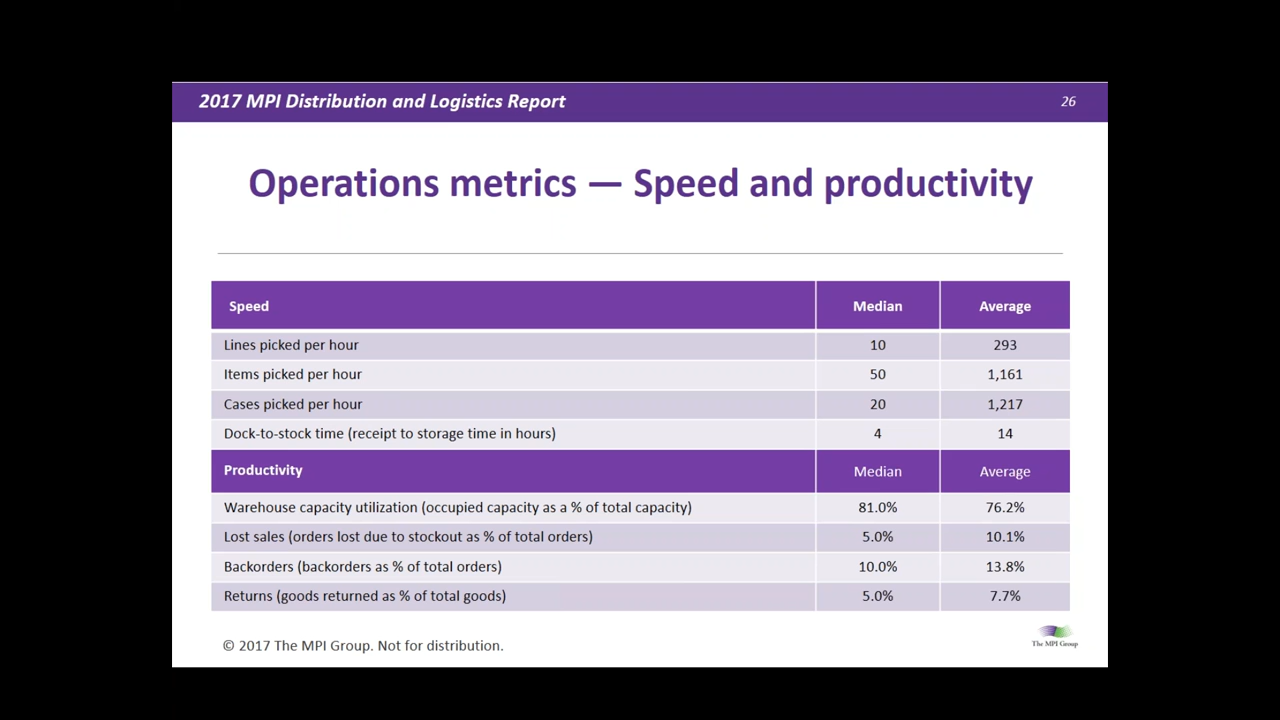 2017 MPI Distribution and Logistics Report 26
Operations metrics — Speed and productivity
Speed Median Average
Lines picked per hour 10 293
Items picked per hour 50 1,161
Cases picked per hour 20 1,217
Dock-to-stock time (receipt to storage time in hours) 4 14
Productivity Median Average
Warehouse capacity utilization (occupied capacity as a % of total capacity) 81.0% 76.2%
Lost sales (orders lost due to stockout as % of total orders) 5.0% 10.1%
Backorders (backorders as % of total orders) 10.0% 13.8%
Returns (goods returned as % of total goods) 5.0% 7.7%
© 2017 The MPI Group. Not for distribution.
The MPI Group